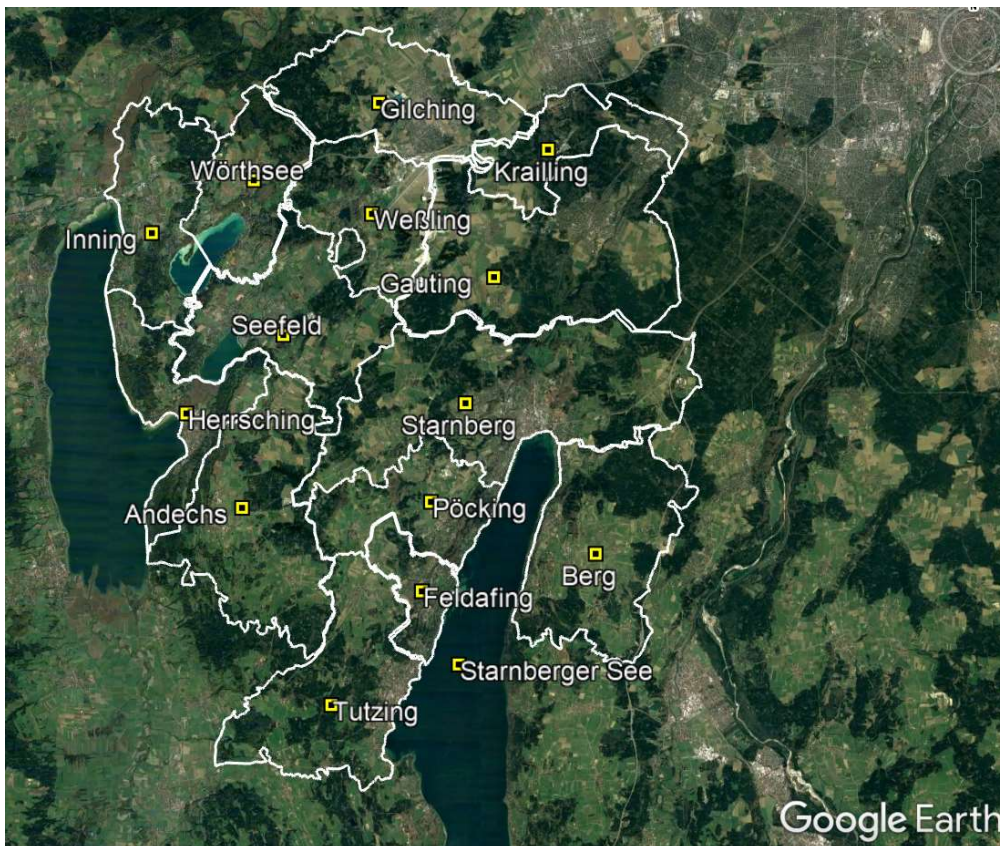 N
Gilching
Krailling
Wörthsee
Weßling
Inning
Gauting
Seefeld
Herrsching
Starnberg
Andechs
Pöcking
Berg
Feldafing
Starnberger See
Tutzing
Google Earth